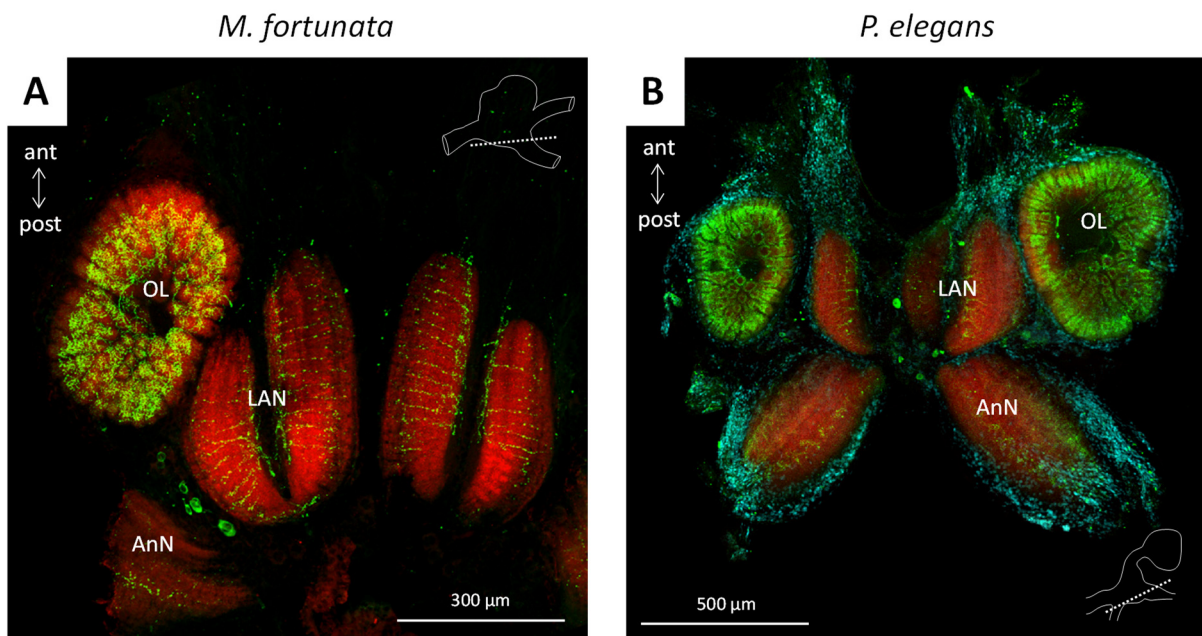 M. fortunata
P. elegans
A
ant
post
OL
LAN
AnN
300 µm
B
ant
post
OL
LAN
AnN
500 µm